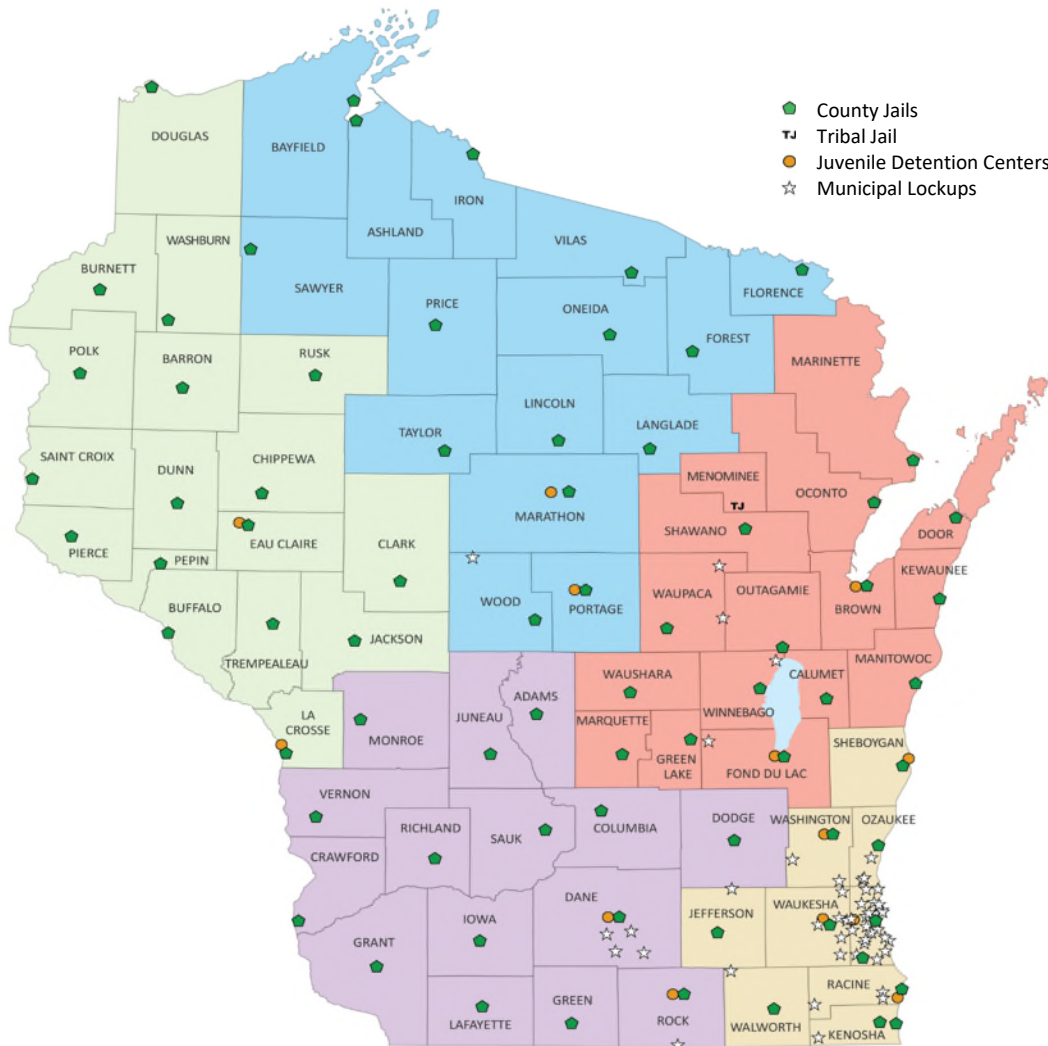 County Jails
TJ Tribal Jail
Juvenile Detention Centers
Municipal Lockups
DOUGLAS
BAYFIELD
IRON
ASHLAND
WASHBURN
VILAS
BURNETT
SAWYER
PRICE
ONEIDA
FLORENCE
FOREST
POLK
BARRON
RUSK
MARINETTE
LINCOLN
LANGLADE
TAYLOR
SAINT CROIX
DUNN
CHIPPEWA
MENOMINEE
OCONTO
TJ
MARATHON
SHAWANO
DOOR
PIERCE
EAU CLAIRE
CLARK
PEPIN
KEWAUNEE
WAUPACA
OUTAGAMIE
BROWN
BUFFALO
WOOD
PORTAGE
JACKSON
TREMPEALEAU
MANITOWOC
WAUSHARA
CALUMET
ADAMS
LA
CROSSE
JUNEAU
MARQUETTE
WINNEBAGO
MONROE
SHEBOYGAN
GREEN
LAKE
FOND DU LAC
VERNON
RICHLAND
SAUK
COLUMBIA
DODGE
WASHINGTON
OZAUKEE
CRAWFORD
DANE
WAUKESHA
JEFFERSON
IOWA
GRANT
RACINE
GREEN
ROCK
LAFAYETTE
WALWORTH
KENOSHA